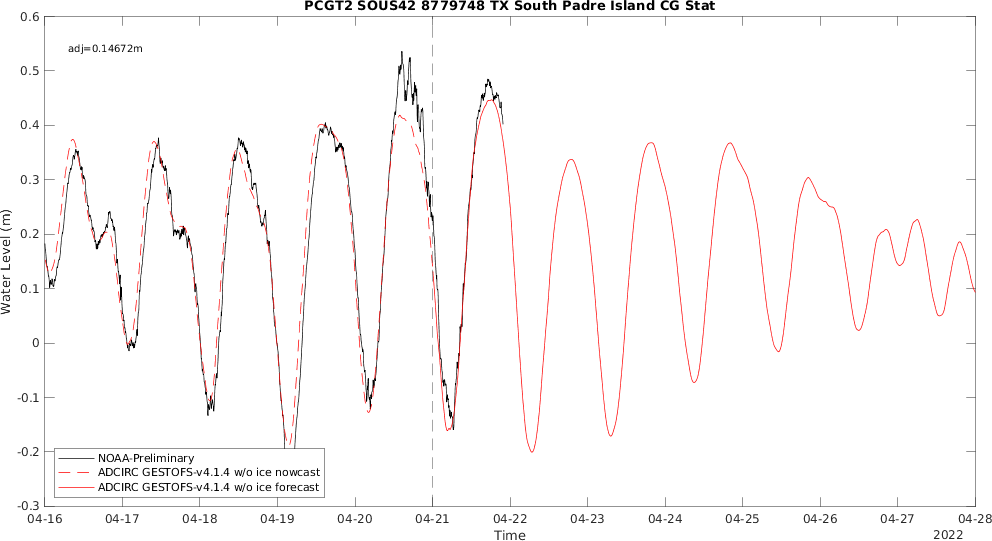 PCGT2 SOUS42 8779748 TX South Padre Island CG Stat
adj=0.14672m
0.6
0.5
0.4
0.3
0.2
0.1
0
-0.1
-0.2
-0.3
Water Level (m)
NOAA-Preliminary
ADCIRC GESTOFS-v4.1.4 w/o ice nowcast
ADCIRC GESTOFS-v4.1.4 w/o ice forecast
04-16 04-17 04-18 04-19 04-20 04-21 04-22 04-23 04-24 04-25 04-26 04-27 04-28
Time
2022